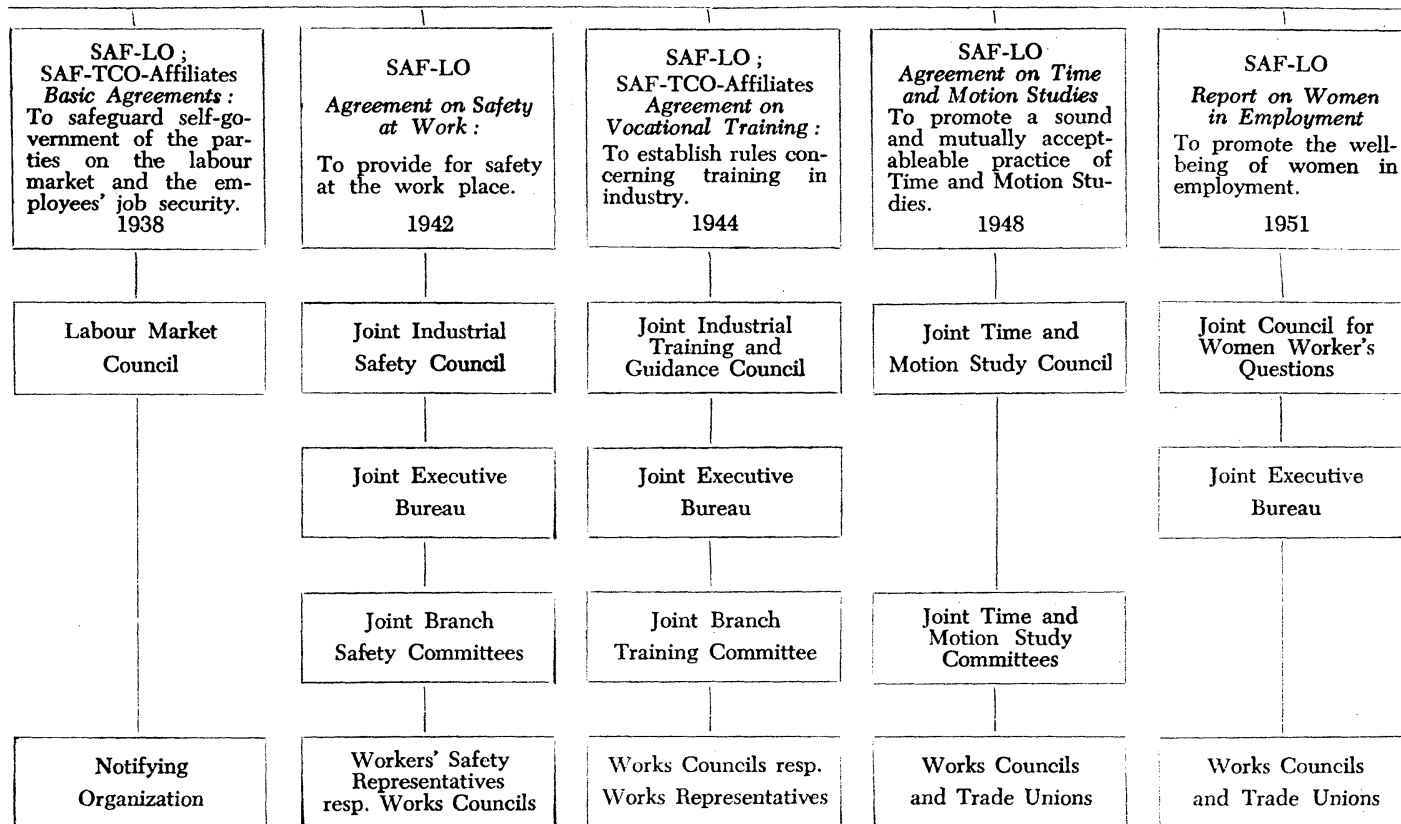 SAF-LO ;
SAF-TCO-Affiliates
Basic Agreements :
To safeguard self-go-
vernment of the par-
ties on the labour
market and the em-
ployees' job security.
1938
SAF-LO
Agreement on Safety
at Work :
To provide for safety
at the work place.
1942
SAF-LO ;
SAF-TCO-Affiliates
Agreement on
Vocational Training :
To establish rules con-
cerning training in
industry.
1944
SAF-LO
Agreement on Time
and Motion Studies
To promote a sound
and mutually accept-
ableable practice of
Time and Motion Stu-
dies.
1948
SAF-LO
Report on Women
in Employment
To promote the well-
being of women in
employment.
1951
Labour Market
Council
Joint Industrial
Safety Council
Joint Industrial
Training and
Guidance Council
Joint Time and
Motion Study Council
Joint Council for
Women Worker's
Questions
Joint Executive
Bureau
Joint Executive
Bureau
Joint Executive
Bureau
Joint Branch
Safety Committees
Joint Branch
Training Committee
Joint Time and
Motion Study
Committees
Notifying
Organization
Workers' Safety
Representatives
resp. Works Councils
Works Councils resp.
Works Representatives
Works Councils
and Trade Unions
Works Councils
and Trade Unions